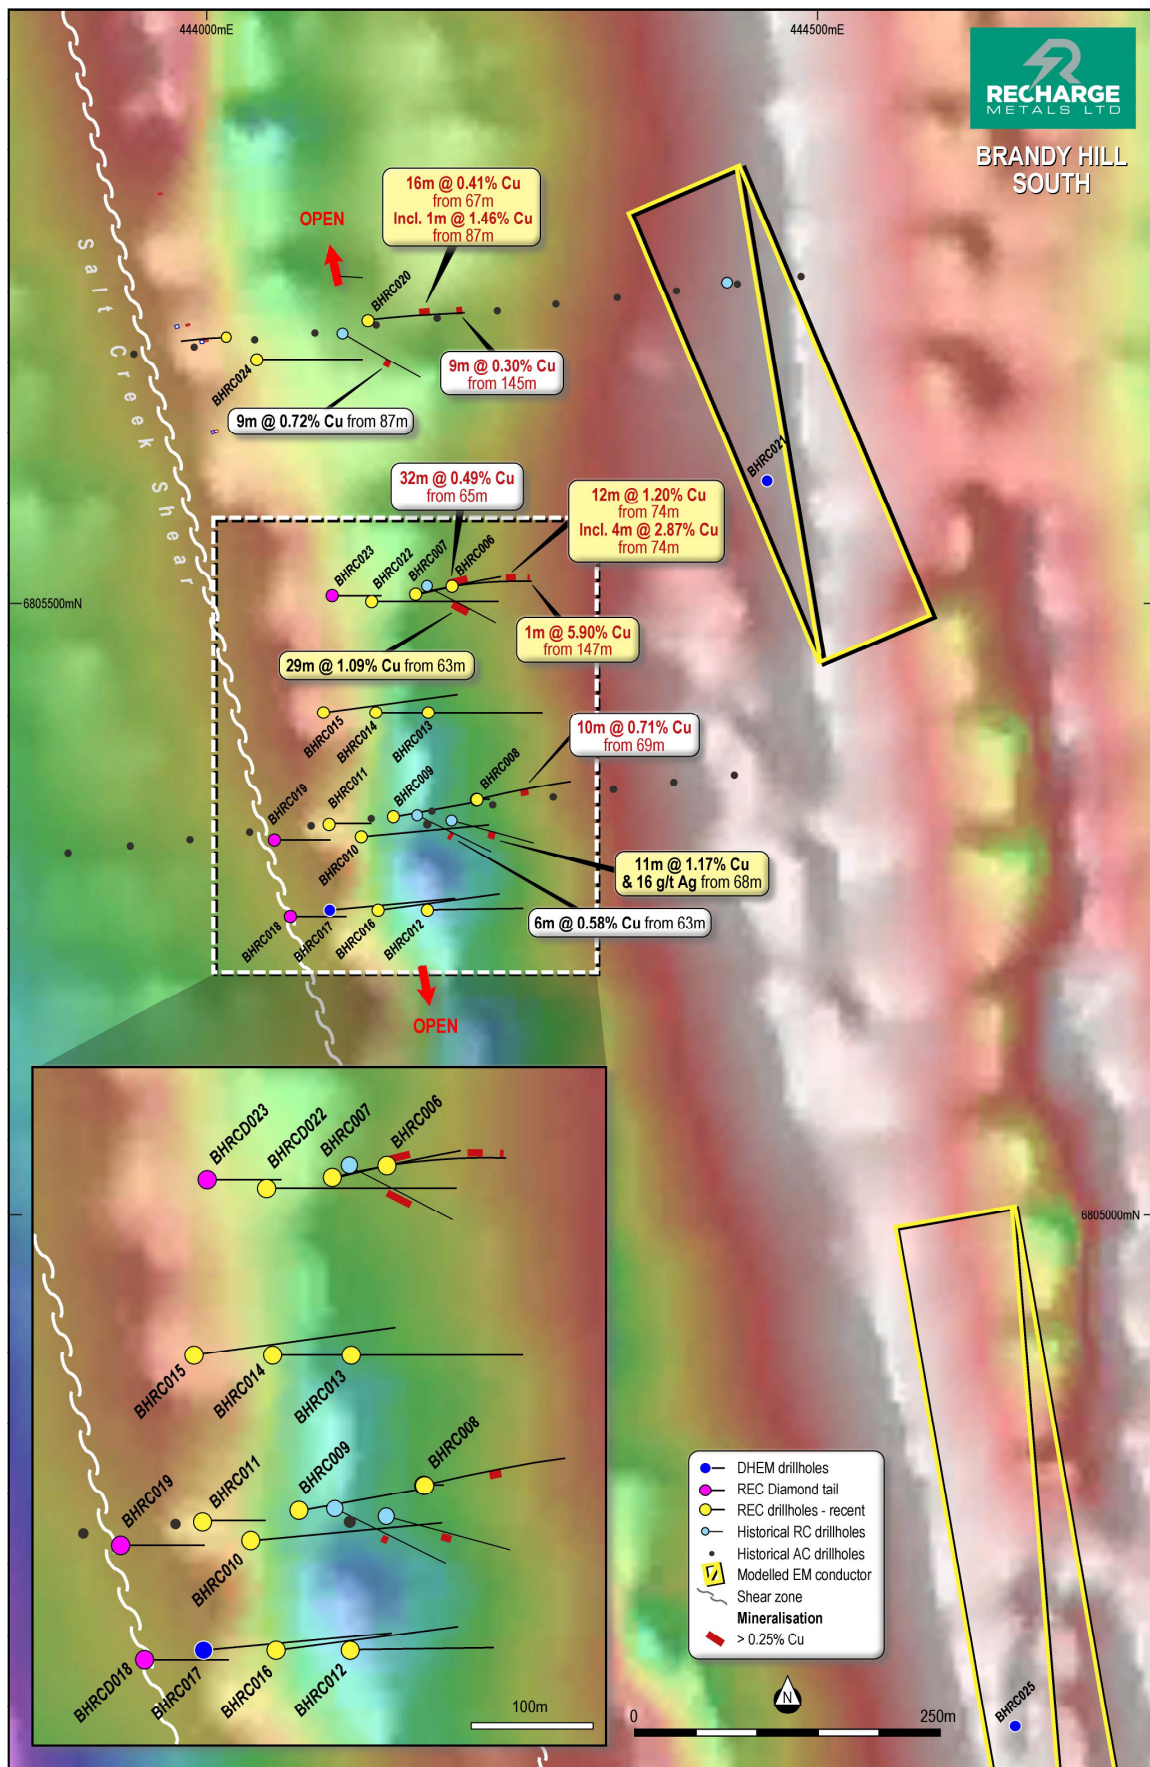 444000mE
444500mE
RECHARGE
METALS LTD
BRANDY HILL
SOUTH
16m @ 0.41% Cu
from 67m
Incl. 1m @ 1.46% Cu
from 87m
OPEN
BHRC020
Salt Creek Shear
9m @ 0.30% Cu
from 145m
BHRC024
9m @ 0.72% Cu from 87m
BHRC021
32m @ 0.49% Cu
from 65m
12m @ 1.20% Cu
from 74m
Incl. 4m @ 2.87% Cu
from 74m
BHRC023
BHRC022
BHRC007
BHRC006
6805500mN
1m @ 5.90% Cu
from 147m
29m @ 1.09% Cu from 63m
BHRC015
BHRC014
BHRC013
10m @ 0.71% Cu
from 69m
BHRC019
BHRC011
BHRC009
BHRC008
BHRC010
11m @ 1.17% Cu
& 16 g/t Ag from 68m
6m @ 0.58% Cu from 63m
BHRC018
BHRC017
BHRC016
BHRC012
OPEN
BHRCD023
BHRCD022
BHRC007
BHRC006
6805000mN
BHRC015
BHRC014
BHRC013
BHRC019
BHRC011
BHRC009
BHRC008
BHRC010
BHRCD018
BHRC017
BHRC016
BHRC012
100m
DHEM drillholes
REC Diamond tail
REC drillholes - recent
Historical RC drillholes
Historical AC drillholes
Modelled EM conductor
Shear zone
Mineralisation
> 0.25% Cu
N
0
250m
BHRC025